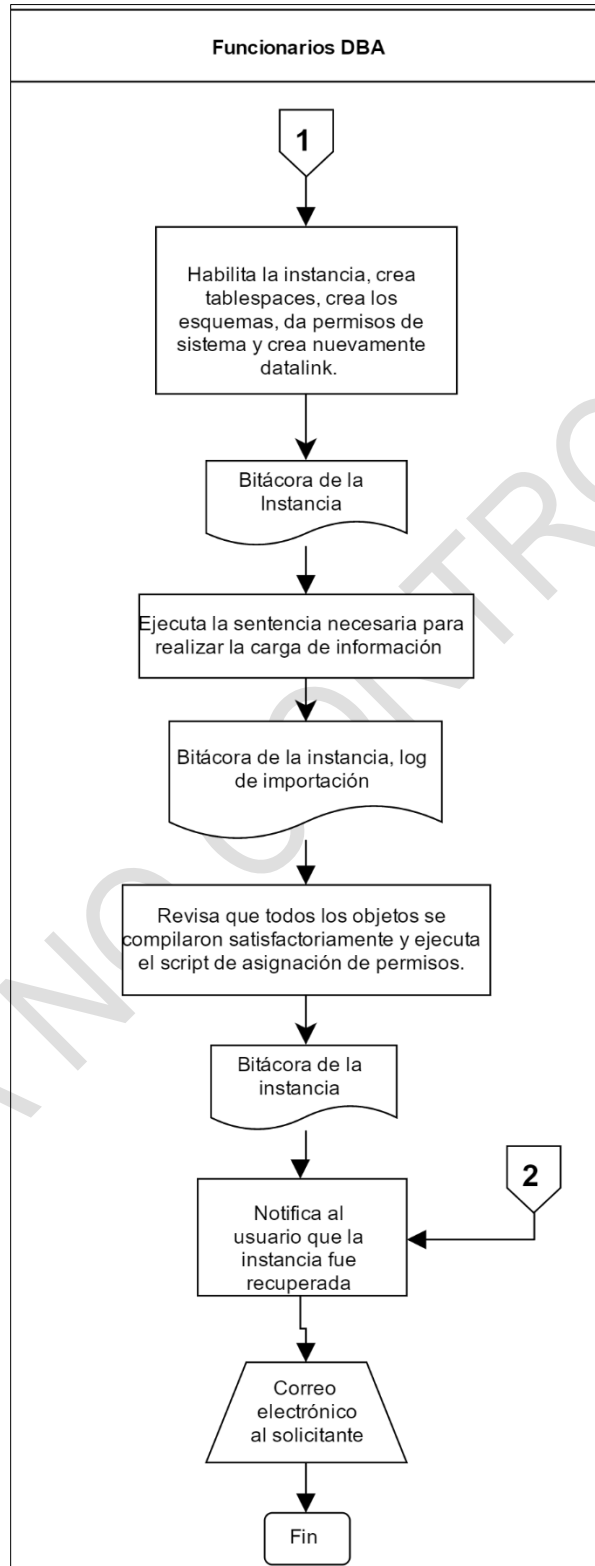 Funcionarios DBA
1
Habilita la instancia, crea
tablespaces, crea los
esquemas, da permisos de
sistema y crea nuevamente
datalink.
Bitácora de la
Instancia
Ejecuta la sentencia necesaria para
realizar la carga de información
Bitácora de la instancia, log
de importación
Revisa que todos los objetos se
compilaron satisfactoriamente y ejecuta
el script de asignación de permisos.
Bitácora de la
instancia
2
Notifica al
usuario que la
instancia fue
recuperada
Correo
electrónico
al solicitante
Fin
A NO CONTRO